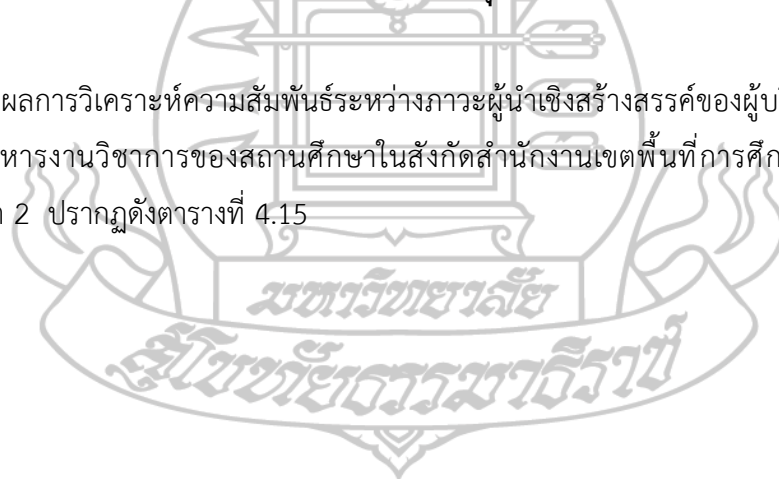 ผลการวิเคราะห์ความสัมพันธ์ระหว่างภาวะผู้นำเชิงสร้างสรรค์ของผู้บ
หารงานวิชาการของสถานศึกษาในสังกัดสำนักงานเขตพื้นที่การศึก
2 ปรากฏดังตารางที่ 4.15
มหาวิทยาลัย
สุโขทัยธรรมาธิราช